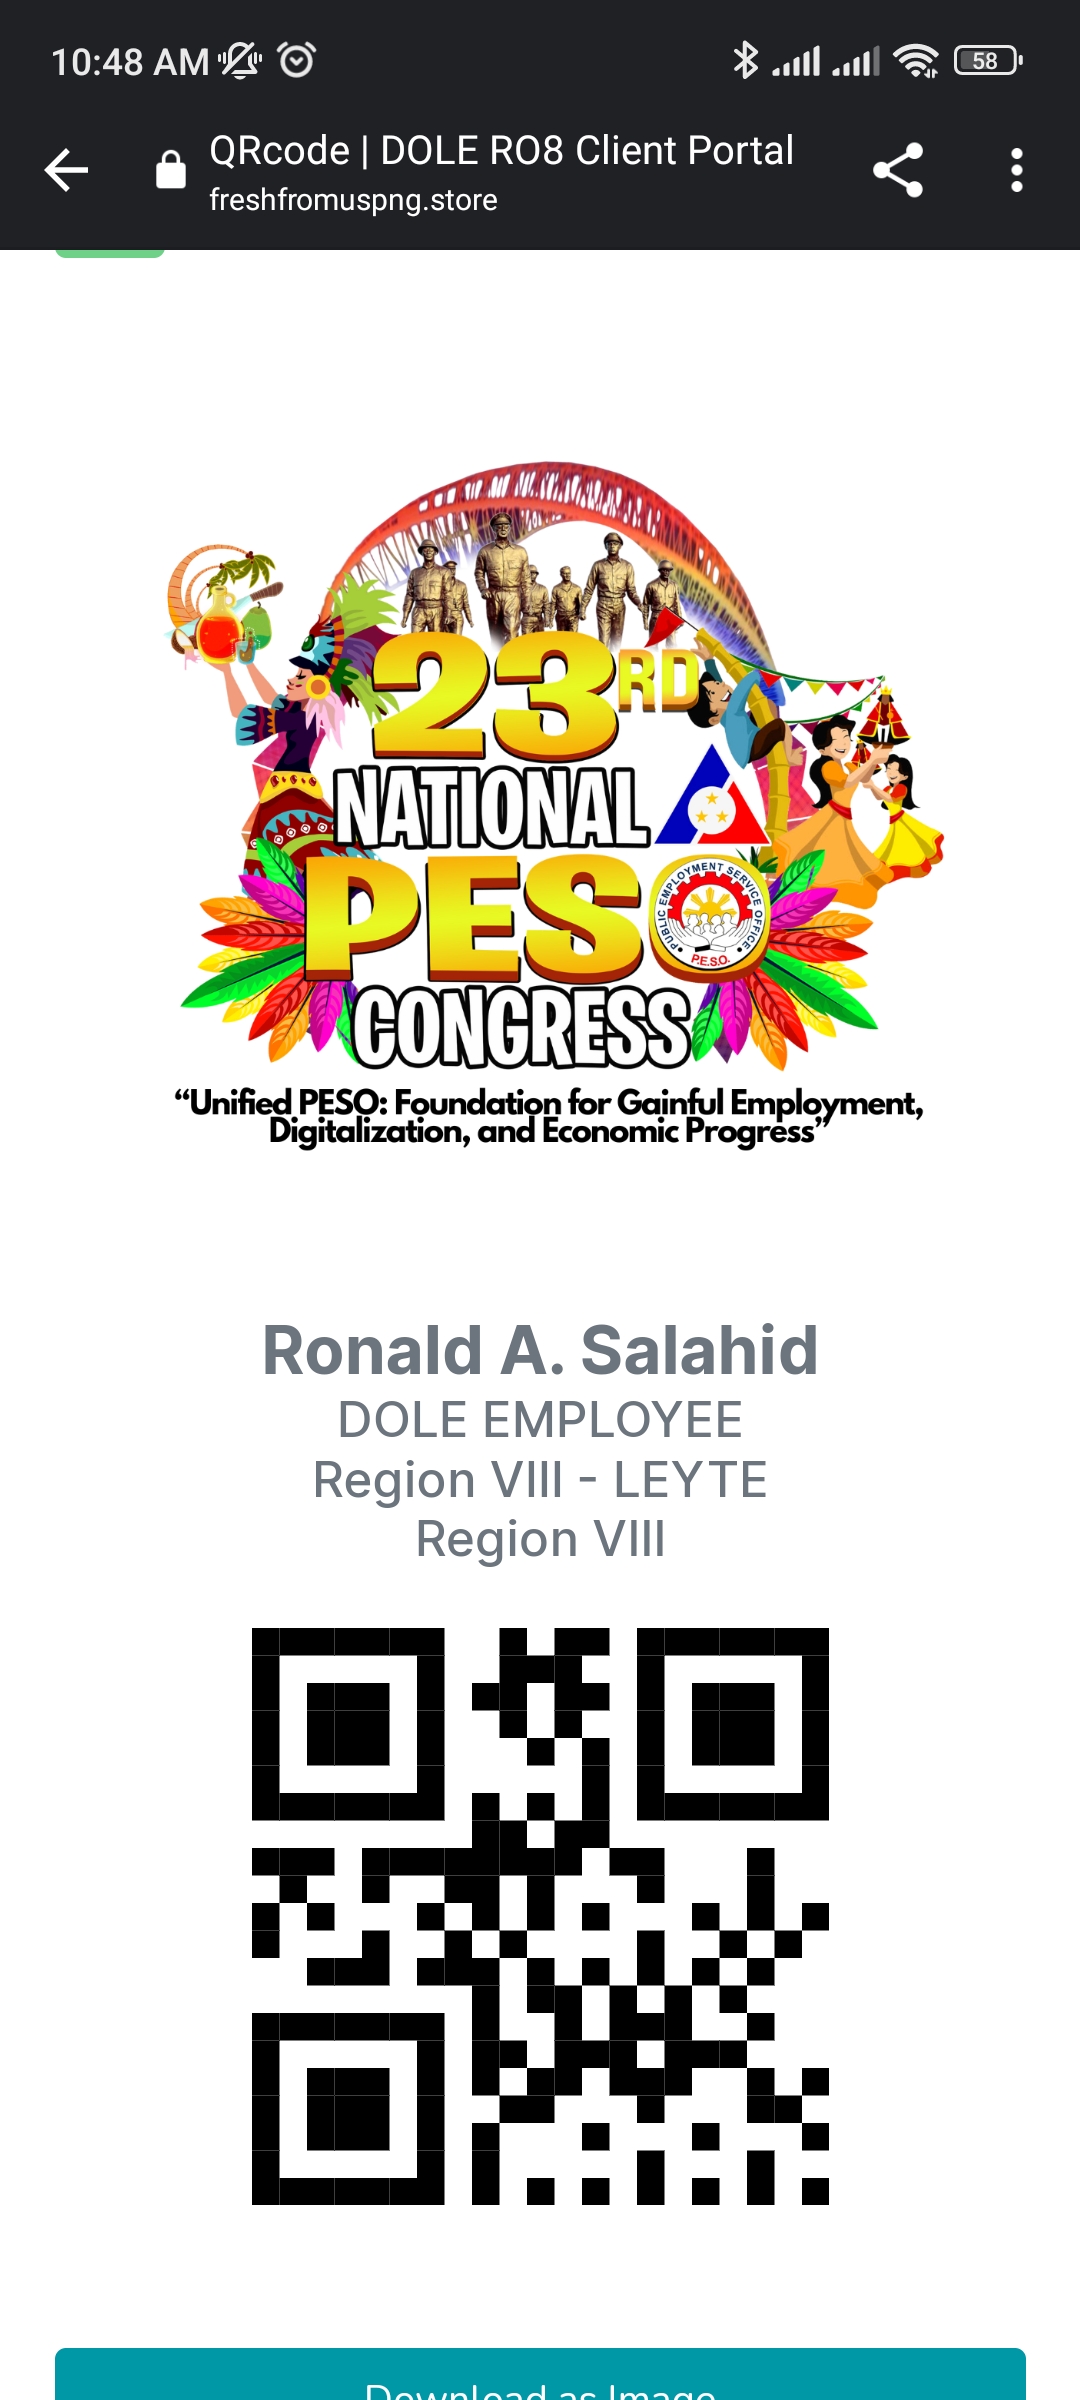 10:48 AM
58
QRcode | DOLE RO8 Client Portal
freshfromuspng.store
23RD
NATIONAL
PESO
PUBLIC EMPLOYMENT SERVICE OFFICE
P.E.S.O.
CONGRESS
“Unified PESO: Foundation for Gainful Employment,
Digitalization, and Economic Progress”
Ronald A. Salahid
DOLE EMPLOYEE
Region VIII - LEYTE
Region VIII
Download as Image